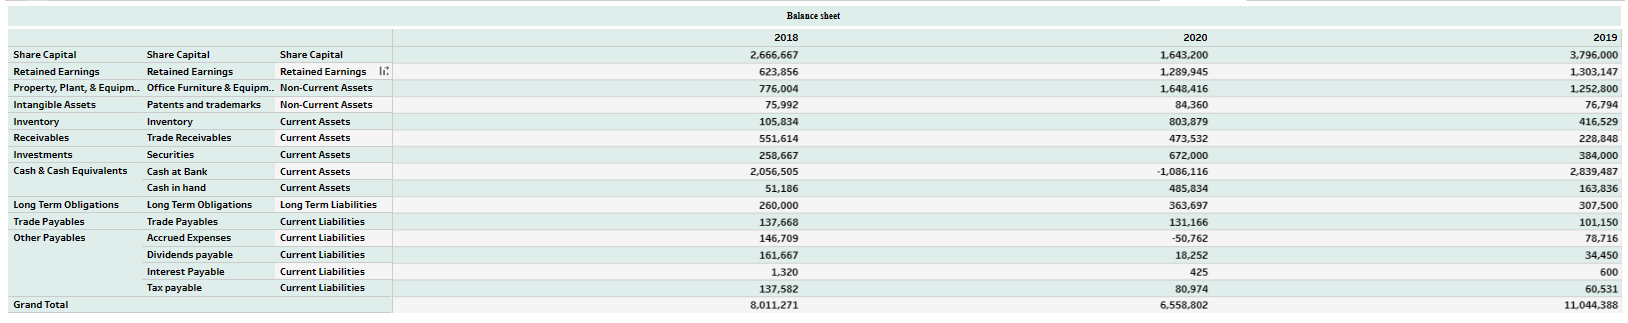 Balance sheet
2018 2020 2019
Share Capital Share Capital Share Capital 2,666,667 1,643,200 3,796,000
Retained Earnings Retained Earnings Retained Earnings 623,856 1,289,945 1,303,147
Property, Plant, & Equipm.. Office Furniture & Equipm.. Non-Current Assets 776,004 1,648,416 1,252,800
Intangible Assets Patents and trademarks Non-Current Assets 75,992 84,360 76,794
Inventory Inventory Current Assets 105,834 803,879 416,529
Receivables Trade Receivables Current Assets 551,614 473,532 228,848
Investments Securities Current Assets 258,667 672,000 384,000
Cash & Cash Equivalents Cash at Bank Current Assets 2,056,505 -1,086,116 2,839,487
Cash in hand Current Assets 51,186 485,834 163,836
Long Term Obligations Long Term Obligations Long Term Liabilities 260,000 363,697 307,500
Trade Payables Trade Payables Current Liabilities 137,668 131,166 101,150
Other Payables Accrued Expenses Current Liabilities 146,709 -50,762 78,716
Dividends payable Current Liabilities 161,667 18,252 34,450
Interest Payable Current Liabilities 1,320 425 600
Tax payable Current Liabilities 137,582 80,974 60,531
Grand Total 8,011,271 6,558,802 11,044,388